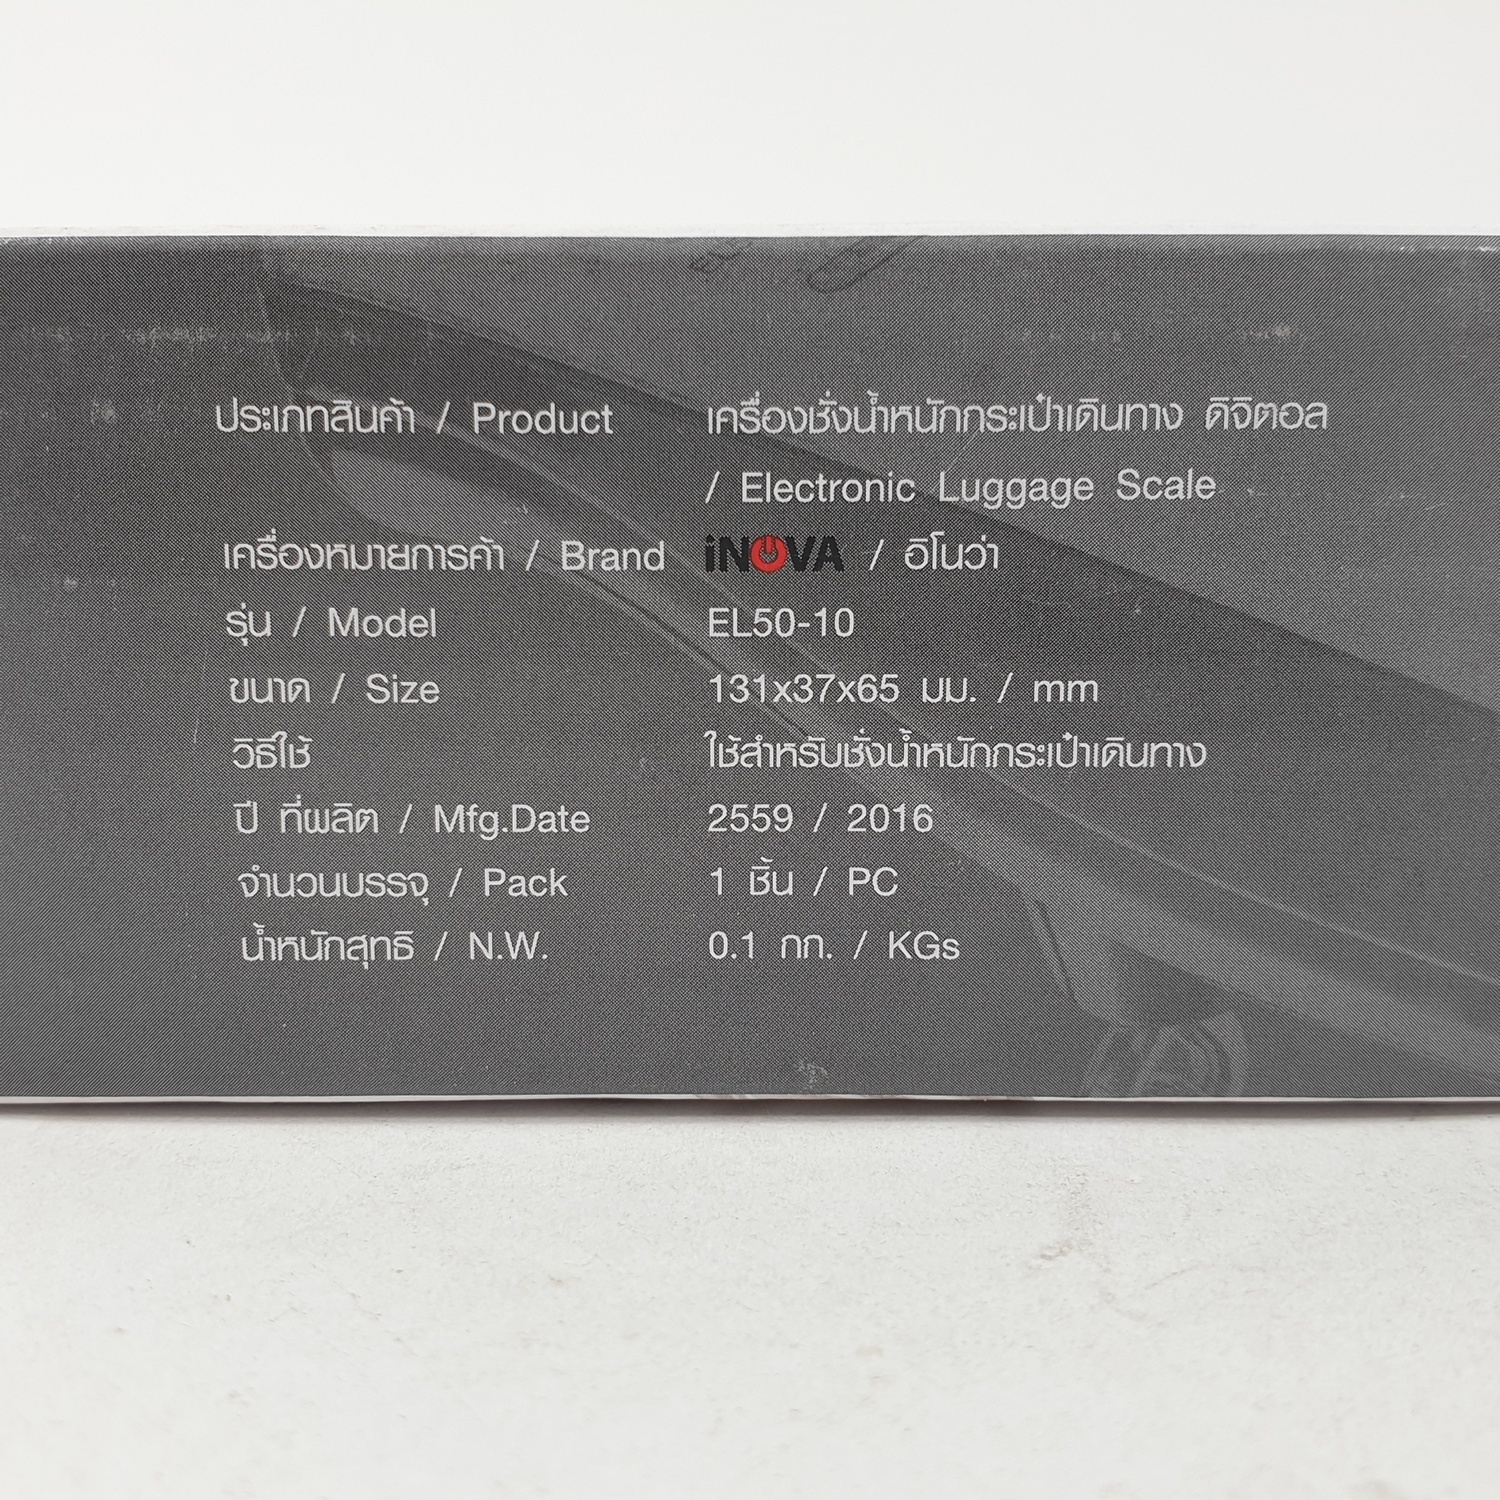 ประเภทสินค้า / Product เครื่องชั่งน้ำหนักกระเป๋าเดินทาง ดิจิตอล
/ Electronic Luggage Scale
เครื่องหมายการค้า / Brand iNOVA / อิโนว่า
รุ่น / Model EL50-10
ขนาด / Size 131x37x65 มม. / mm
วิธีใช้ ใช้สำหรับชั่งน้ำหนักกระเป๋าเดินทาง
ปี ที่ผลิต / Mfg.Date 2559 / 2016
จำนวนบรรจุ / Pack 1 ชิ้น / PC
น้ำหนักสุทธิ / N.W. 0.1 กก. / KGs